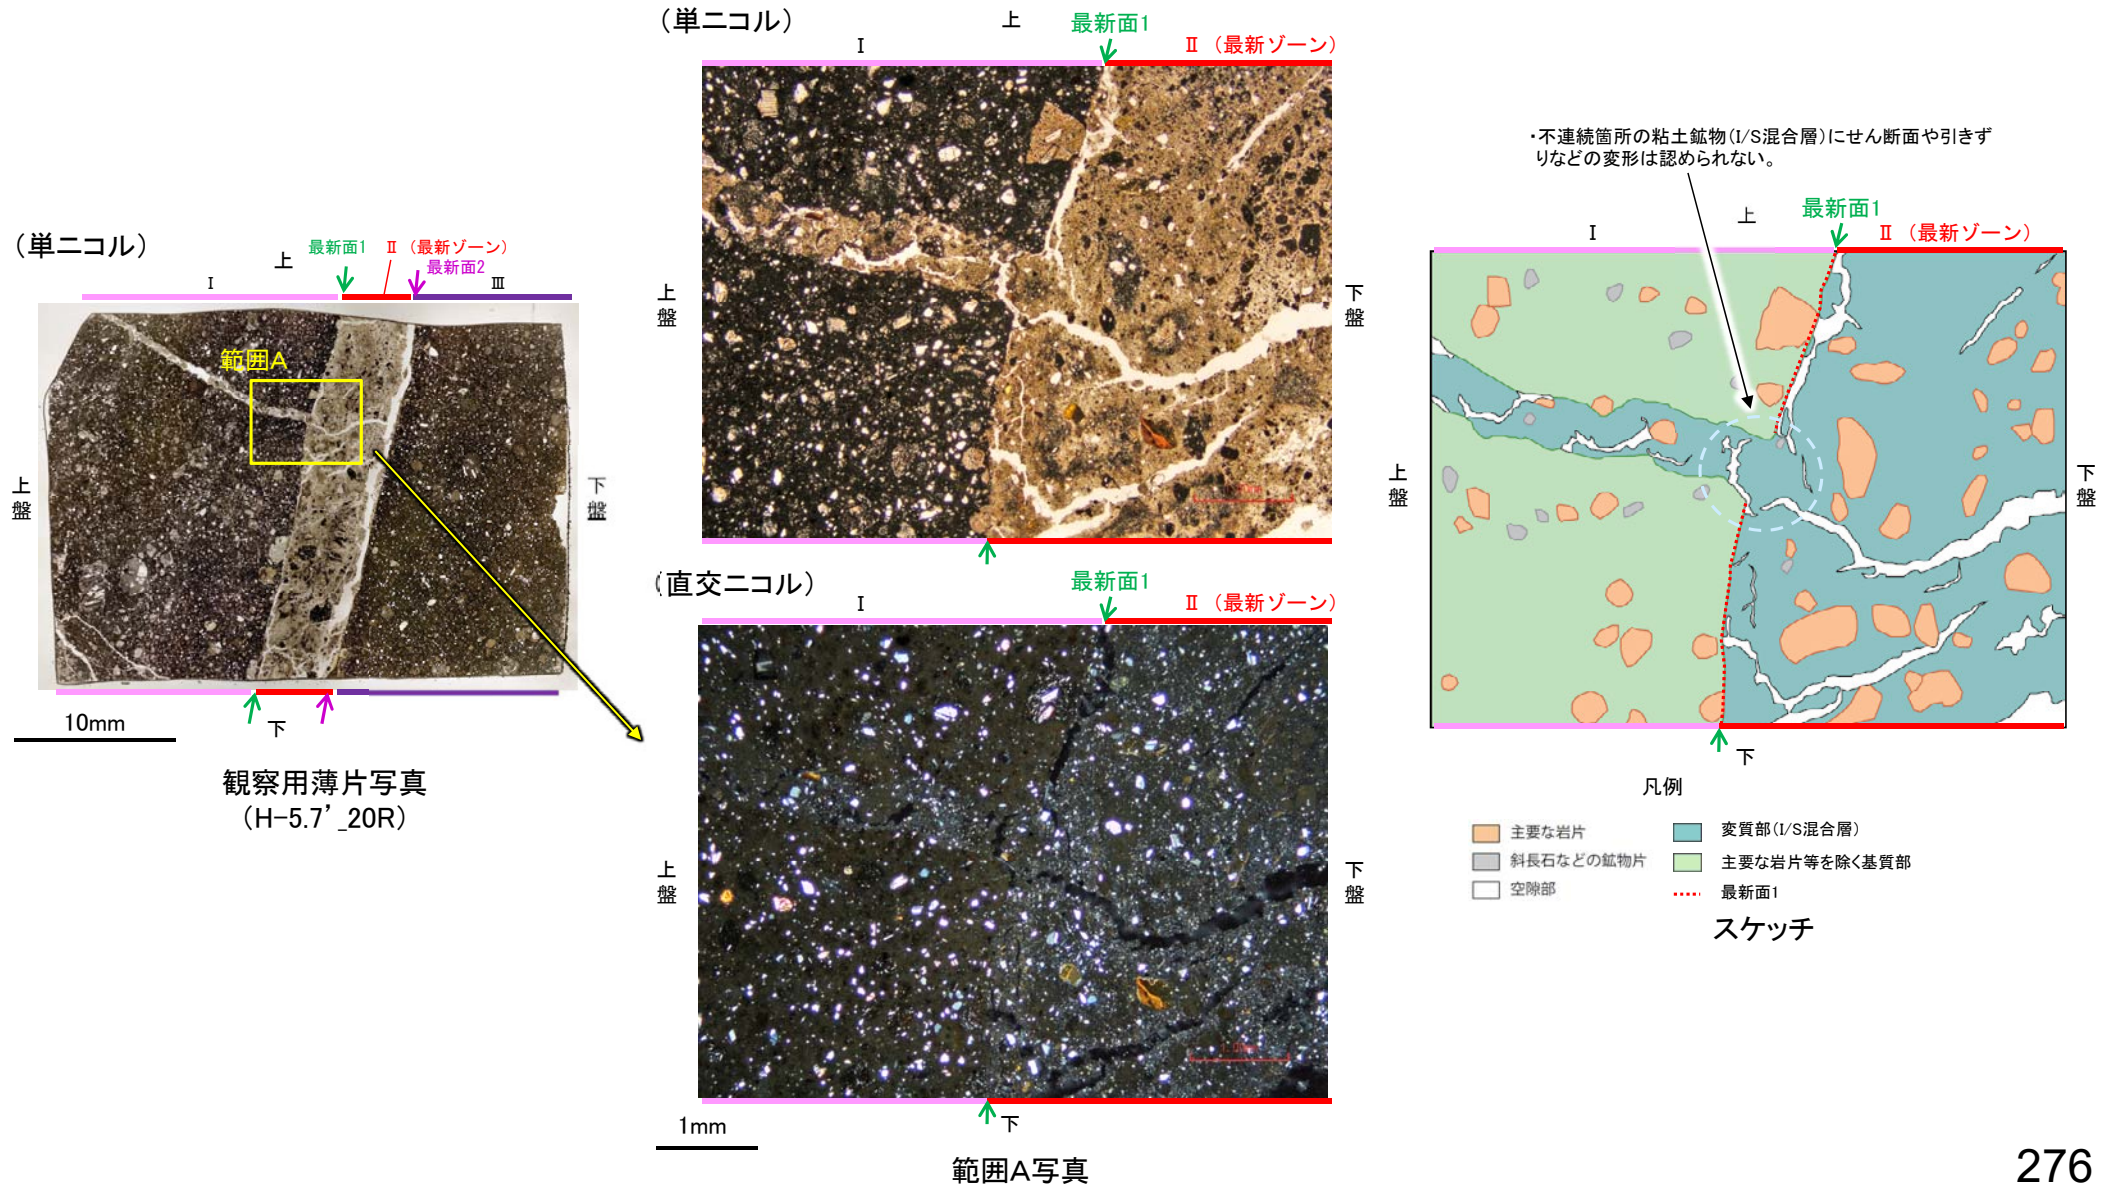 (単ニコル)
上
最新面1
Ⅱ (最新ゾーン)
最新面2
Ⅰ
Ⅲ
範囲A
上盤
下盤
下
10mm
観察用薄片写真
(H-5.7’_20R)
(単ニコル)
上
最新面1
Ⅰ
Ⅱ (最新ゾーン)
上盤
下盤
(直交ニコル)
最新面1
Ⅰ
Ⅱ (最新ゾーン)
上盤
下盤
1.0mm
下
1mm
範囲A写真
・不連続箇所の粘土鉱物(I/S混合層)にせん断面や引きず
りなどの変形は認められない。
上
最新面1
Ⅰ
Ⅱ (最新ゾーン)
上盤
下盤
下
凡例
主要な岩片
斜長石などの鉱物片
空隙部
変質部(I/S混合層)
主要な岩片等を除く基質部
最新面1
スケッチ
276